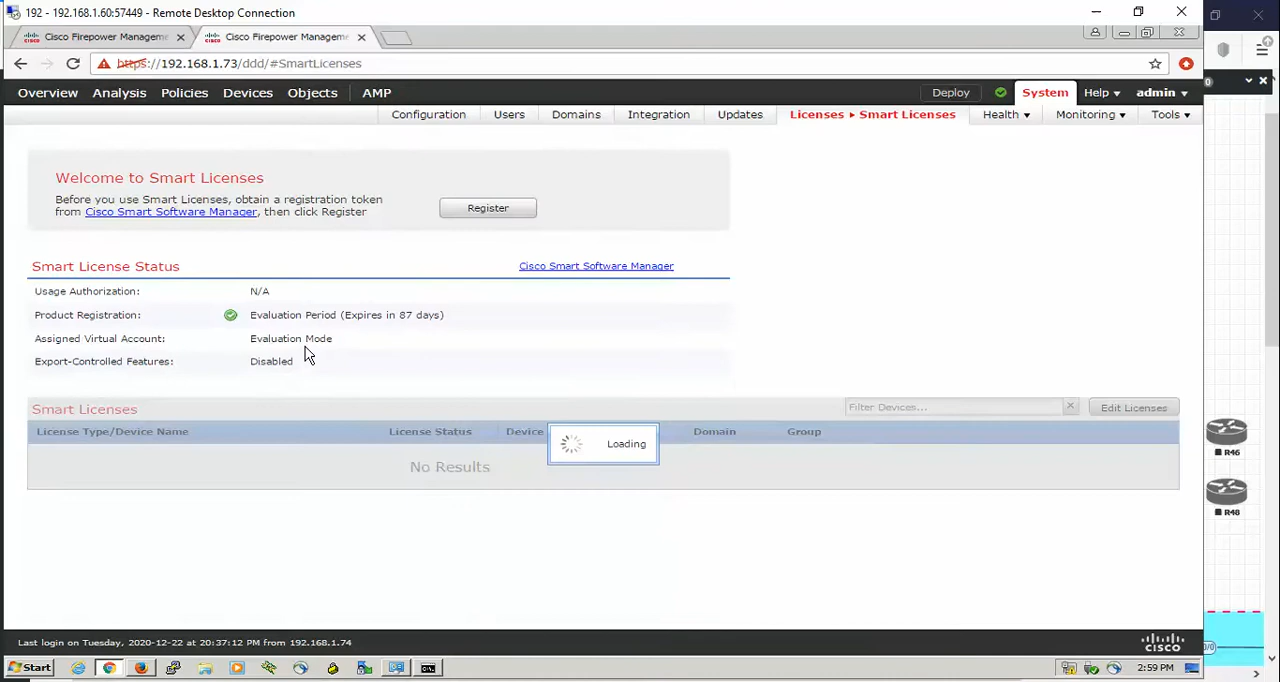 192 - 192.168.1.60:57449 - Remote Desktop Connection
Cisco Firepower Manageme
Cisco Firepower Manageme
https://192.168.1.73/ddd/#SmartLicenses
Overview Analysis Policies Devices Objects AMP Deploy System Help admin
Configuration Users Domains Integration Updates Licenses ▸ Smart Licenses Health Monitoring Tools
Welcome to Smart Licenses
Before you use Smart Licenses, obtain a registration token
from Cisco Smart Software Manager, then click Register
Register
Smart License Status
Cisco Smart Software Manager
Usage Authorization: N/A
Product Registration: Evaluation Period (Expires in 87 days)
Assigned Virtual Account: Evaluation Mode
Export-Controlled Features: Disabled
Smart Licenses
Filter Devices...
Edit Licenses
License Type/Device Name License Status Device Domain Group
Loading
No Results
R46
R48
Last login on Tuesday, 2020-12-22 at 20:37:12 PM from 192.168.1.74
cisco
Start
2:59 PM